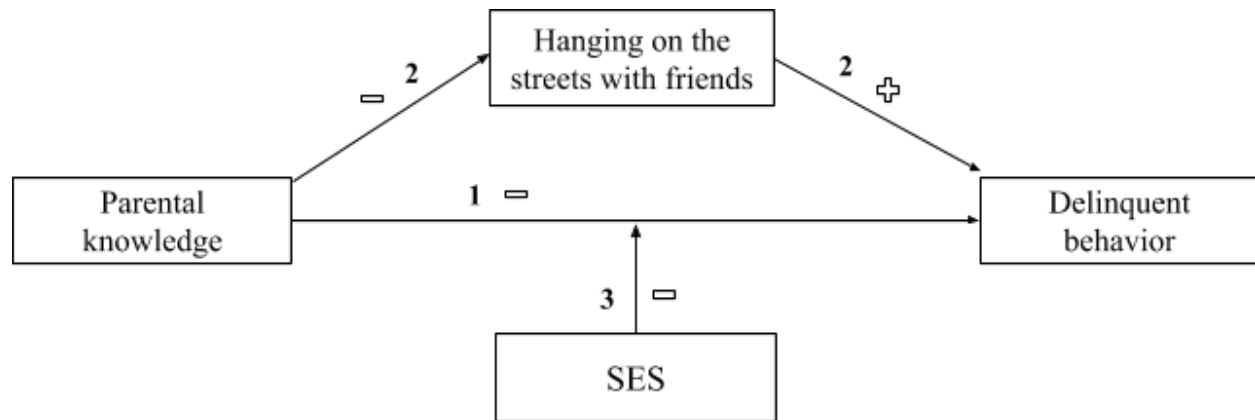 Hanging on the
streets with friends
2
2
−
+
Parental
knowledge
1
−
Delinquent
behavior
3
−
SES